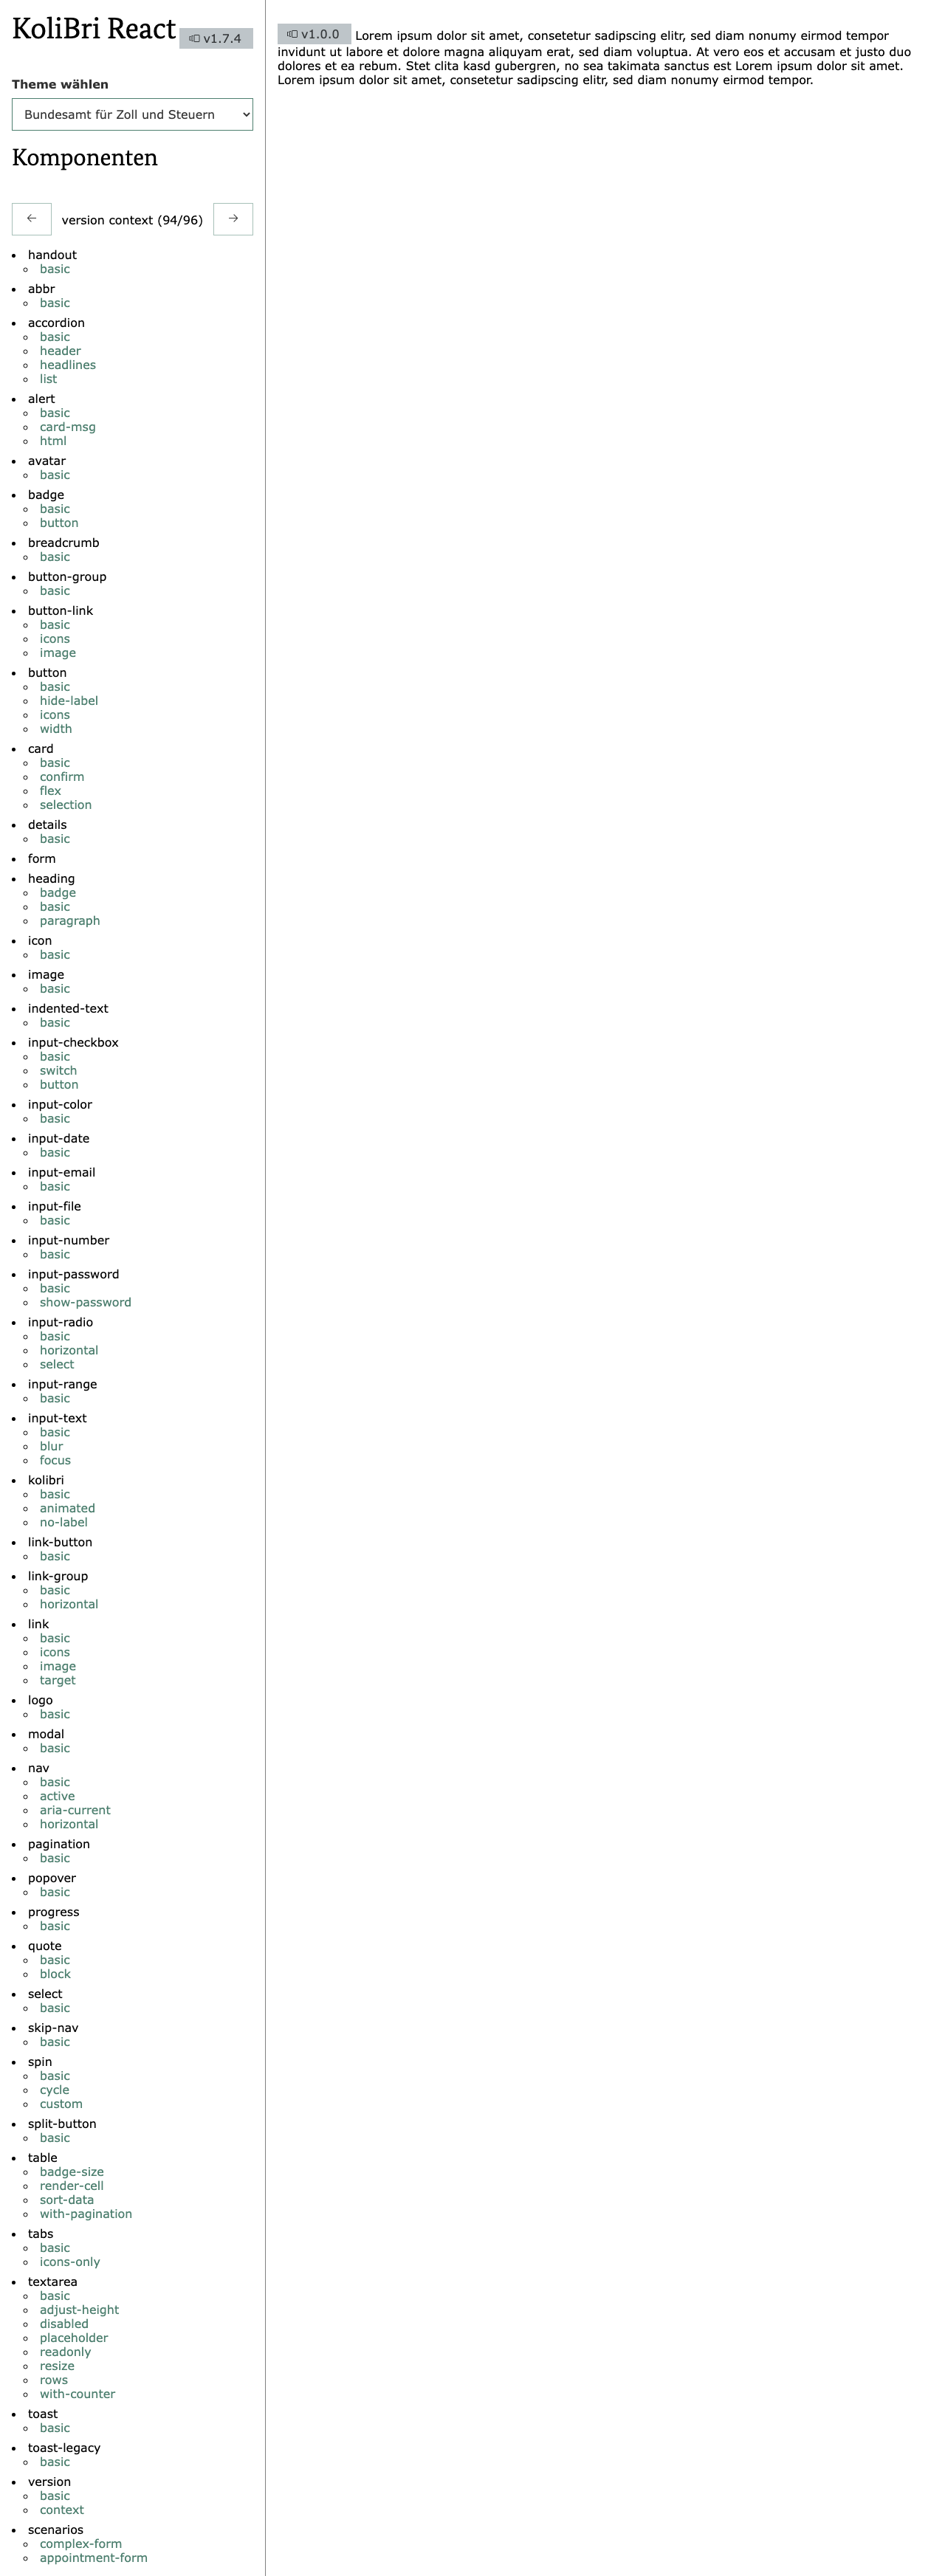 KoliBri React v1.7.4
Theme wählen
Bundesamt für Zoll und Steuern
Komponenten
← version context (94/96) →
handout
basic
abbr
basic
accordion
basic
header
headlines
list
alert
basic
card-msg
html
avatar
basic
badge
basic
button
breadcrumb
basic
button-group
basic
button-link
basic
icons
image
button
basic
hide-label
icons
width
card
basic
confirm
flex
selection
details
basic
form
heading
badge
basic
paragraph
icon
basic
image
basic
indented-text
basic
input-checkbox
basic
switch
button
input-color
basic
input-date
basic
input-email
basic
input-file
basic
input-number
basic
input-password
basic
show-password
input-radio
basic
horizontal
select
input-range
basic
input-text
basic
blur
focus
kolibri
basic
animated
no-label
link-button
basic
link-group
basic
horizontal
link
basic
icons
image
target
logo
basic
modal
basic
nav
basic
active
aria-current
horizontal
pagination
basic
popover
basic
progress
basic
quote
basic
block
select
basic
skip-nav
basic
spin
basic
cycle
custom
split-button
basic
table
badge-size
render-cell
sort-data
with-pagination
tabs
basic
icons-only
textarea
basic
adjust-height
disabled
placeholder
readonly
resize
rows
with-counter
toast
basic
toast-legacy
basic
version
basic
context
scenarios
complex-form
appointment-form
v1.0.0 Lorem ipsum dolor sit amet, consetetur sadipscing elitr, sed diam nonumy eirmod tempor
invidunt ut labore et dolore magna aliquyam erat, sed diam voluptua. At vero eos et accusam et justo duo
dolores et ea rebum. Stet clita kasd gubergren, no sea takimata sanctus est Lorem ipsum dolor sit amet.
Lorem ipsum dolor sit amet, consetetur sadipscing elitr, sed diam nonumy eirmod tempor.